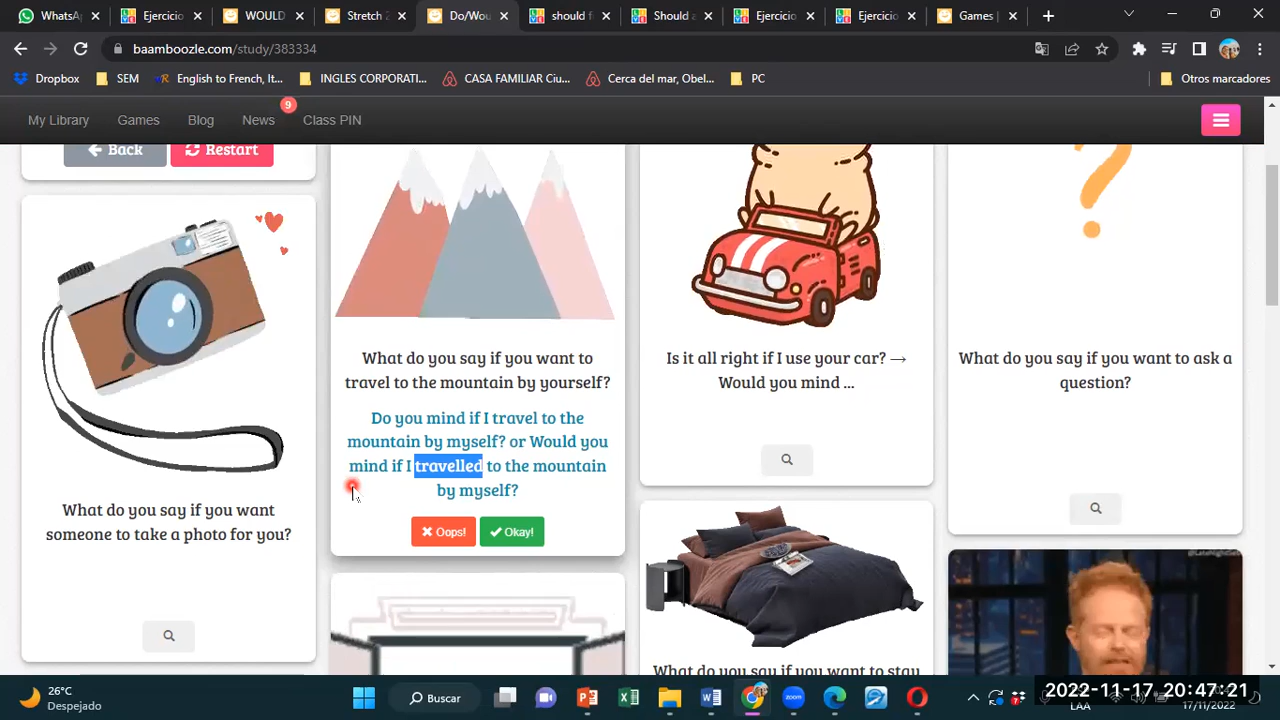 WhatsA
Ejercicio
WOULD
Stretch 2
Do/Wou
should f
Should a
Ejercicio
Ejercicio
Games |
baamboozle.com/study/383334
Dropbox
SEM
English to French, It...
INGLES CORPORATI...
CASA FAMILIAR Ciu...
Cerca del mar, Obel...
PC
Otros marcadores
My Library
Games
Blog
News
9
Class PIN
Back
Restart
What do you say if you want
someone to take a photo for you?
What do you say if you want to
travel to the mountain by yourself?
Do you mind if I travel to the
mountain by myself? or Would you
mind if I travelled to the mountain
by myself?
Oops!
Okay!
Is it all right if I use your car? →
Would you mind ...
What do you say if you want to stay
What do you say if you want to ask a
question?
26°C
Despejado
Buscar
LAA
2022-11-17 20:47:21
17/11/2022